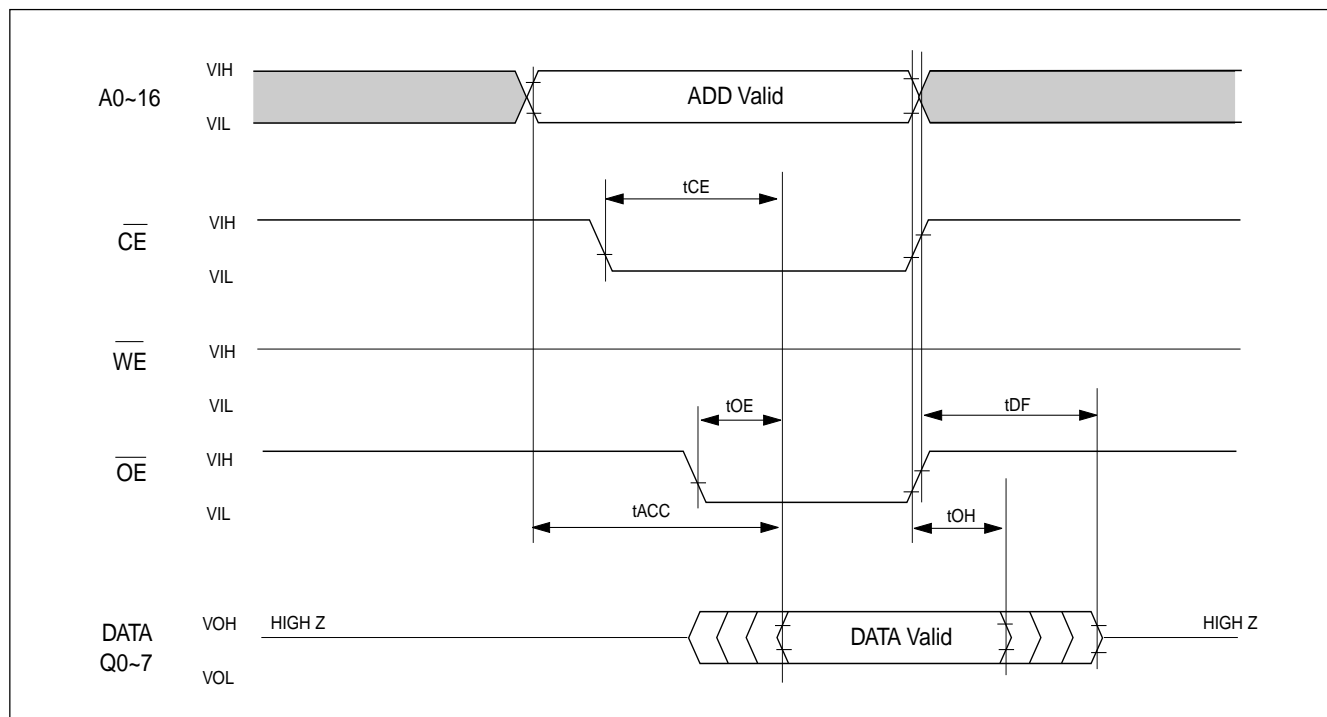 A0~16
VIH
VIL
ADD Valid
tCE
CE
VIH
VIL
WE
VIH
VIL
tOE
tDF
OE
VIH
VIL
tACC
tOH
DATA
Q0~7
VOH
VOL
HIGH Z
DATA Valid
HIGH Z